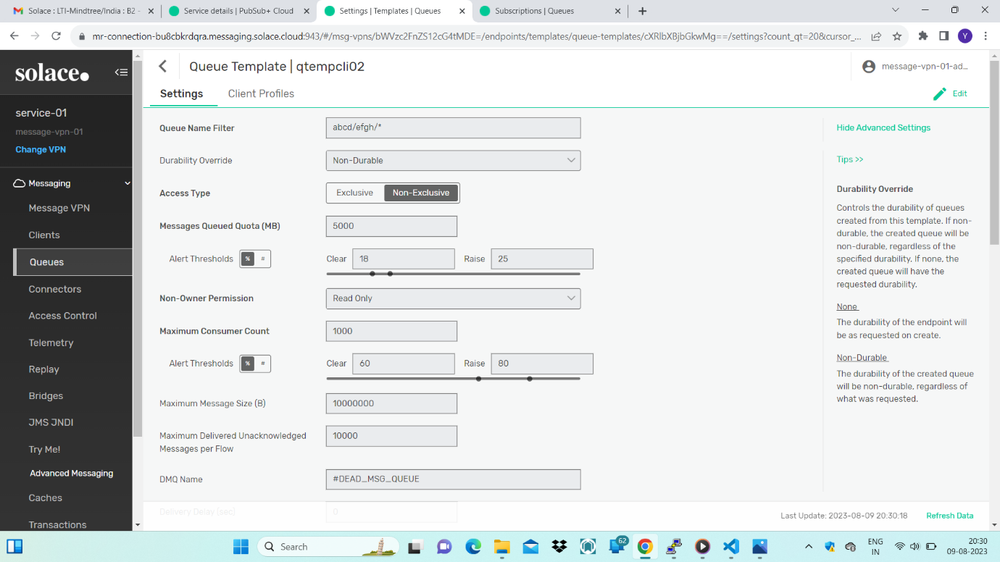 Solace : LTI-Mindtree/India : B2 -
Service details | PubSub+ Cloud
Settings | Templates | Queues
Subscriptions | Queues
mr-connection-bu8cbkrdqra.messaging.solace.cloud:943/#/msg-vpns/bWVzc2FnZS12cG4tMDE=/endpoints/templates/queue-templates/cXRlbXBjbGkwMg==/settings?count_qt=20&cursor_...
Y
solace.
Queue Template | qtempcli02
message-vpn-01-ad...
Settings
Client Profiles
Edit
service-01
message-vpn-01
Change VPN
Messaging
Message VPN
Clients
Queues
Connectors
Access Control
Telemetry
Replay
Bridges
JMS JNDI
Try Me!
Advanced Messaging
Caches
Transactions
Queue Name Filter
abcd/efgh/*
Durability Override
Non-Durable
Access Type
Exclusive
Non-Exclusive
Messages Queued Quota (MB)
5000
Alert Thresholds % #
Clear 18 Raise 25
Non-Owner Permission
Read Only
Maximum Consumer Count
1000
Alert Thresholds % #
Clear 60 Raise 80
Maximum Message Size (B)
10000000
Maximum Delivered Unacknowledged
Messages per Flow
10000
DMQ Name
#DEAD_MSG_QUEUE
Delivery Delay (sec)
0
Hide Advanced Settings
Tips >>
Durability Override
Controls the durability of queues
created from this template. If non-
durable, the created queue will be
non-durable, regardless of the
specified durability. If none, the
created queue will have the
requested durability.
None
The durability of the endpoint will
be as requested on create.
Non-Durable
The durability of the created queue
will be non-durable, regardless of
what was requested.
Last Update: 2023-08-09 20:30:18
Refresh Data
Search
62
ENG
IN
20:30
09-08-2023